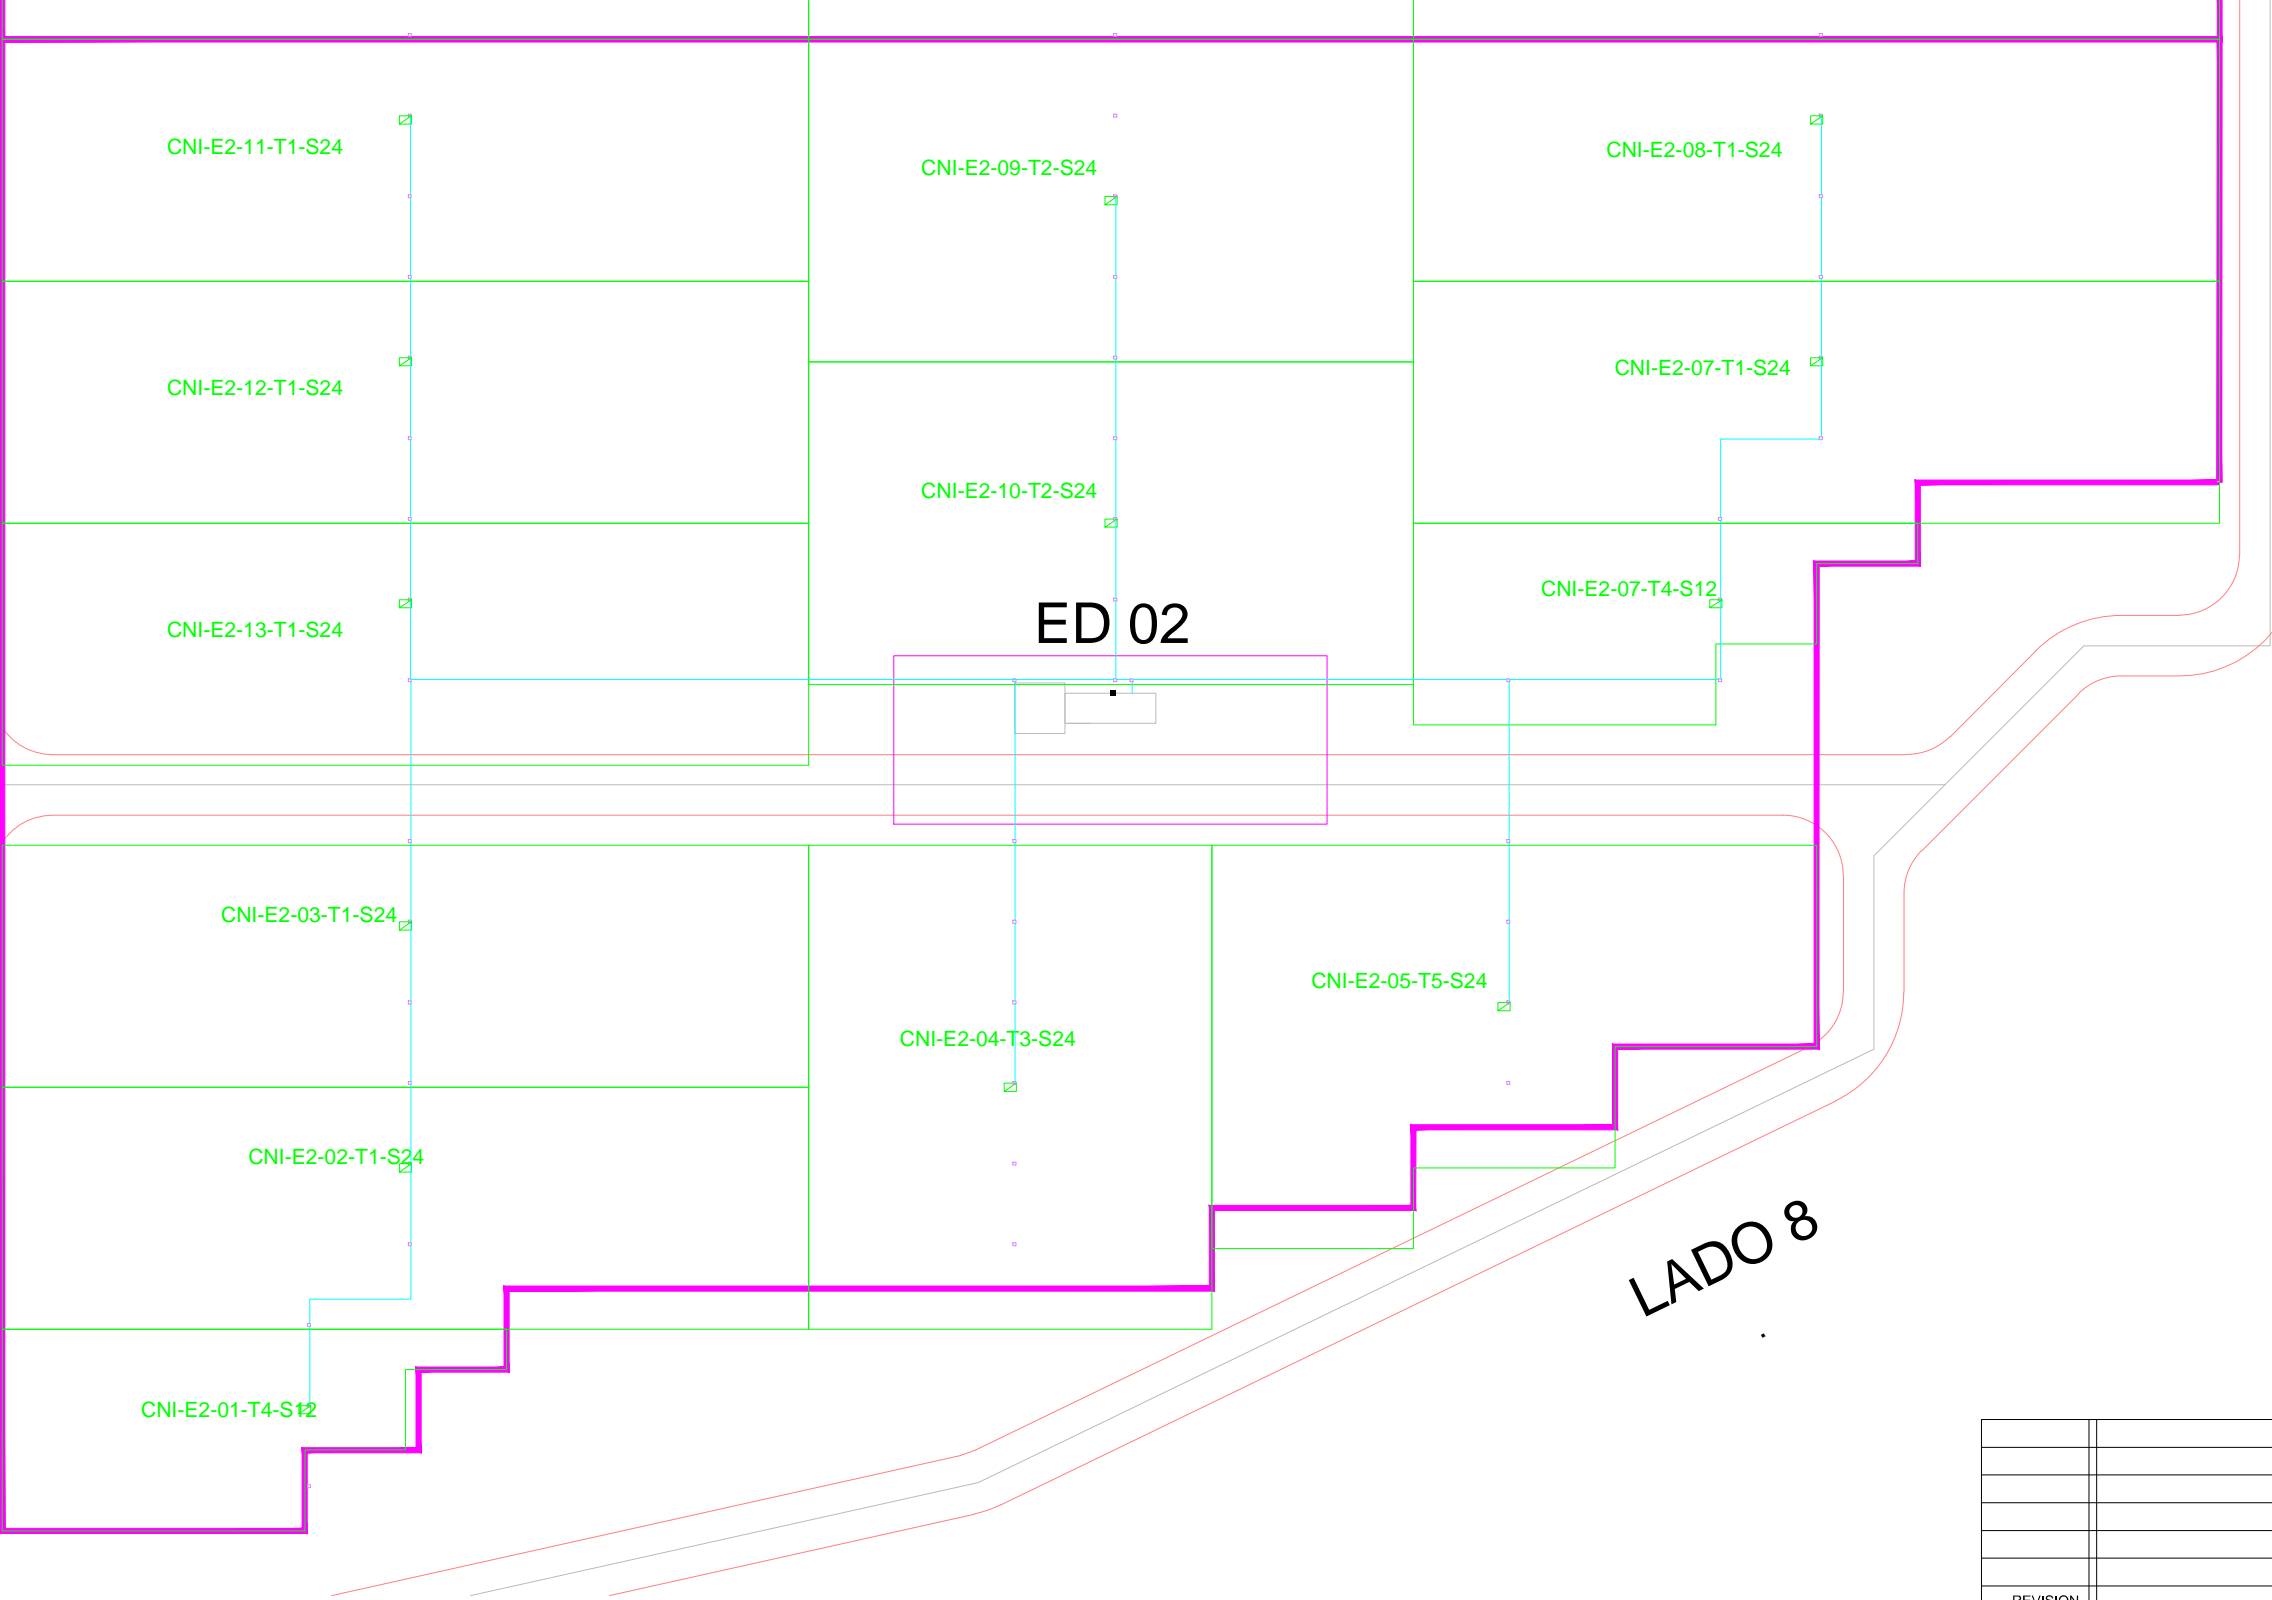 CNI-E2-11-T1-S24
CNI-E2-09-T2-S24
CNI-E2-08-T1-S24
CNI-E2-12-T1-S24
CNI-E2-07-T1-S24
CNI-E2-10-T2-S24
CNI-E2-07-T4-S12
CNI-E2-13-T1-S24
ED 02
CNI-E2-03-T1-S24
CNI-E2-05-T5-S24
CNI-E2-04-T3-S24
CNI-E2-02-T1-S24
LADO 8
CNI-E2-01-T4-S12
REVISION